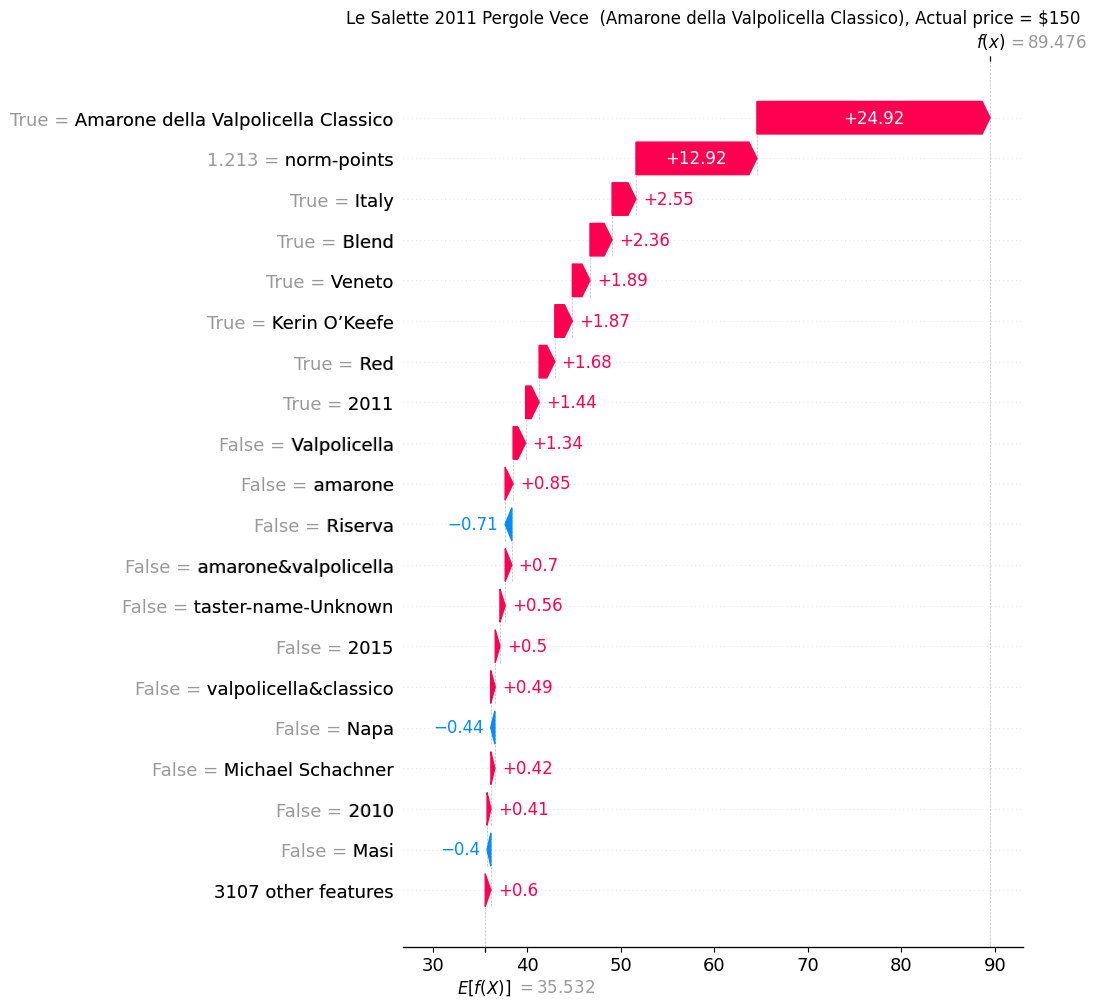 Le Salette 2011 Pergole Vece  (Amarone della Valpolicella Classico), Actual price = $150
f(x) = 89.476
True = Amarone della Valpolicella Classico +24.92
1.213 = norm-points +12.92
True = Italy +2.55
True = Blend +2.36
True = Veneto +1.89
True = Kerin O’Keefe +1.87
True = Red +1.68
True = 2011 +1.44
False = Valpolicella +1.34
False = amarone +0.85
False = Riserva −0.71
False = amarone&valpolicella +0.7
False = taster-name-Unknown +0.56
False = 2015 +0.5
False = valpolicella&classico +0.49
False = Napa −0.44
False = Michael Schachner +0.42
False = 2010 +0.41
False = Masi −0.4
3107 other features +0.6
30 40 50 60 70 80 90
E[f(X)] = 35.532